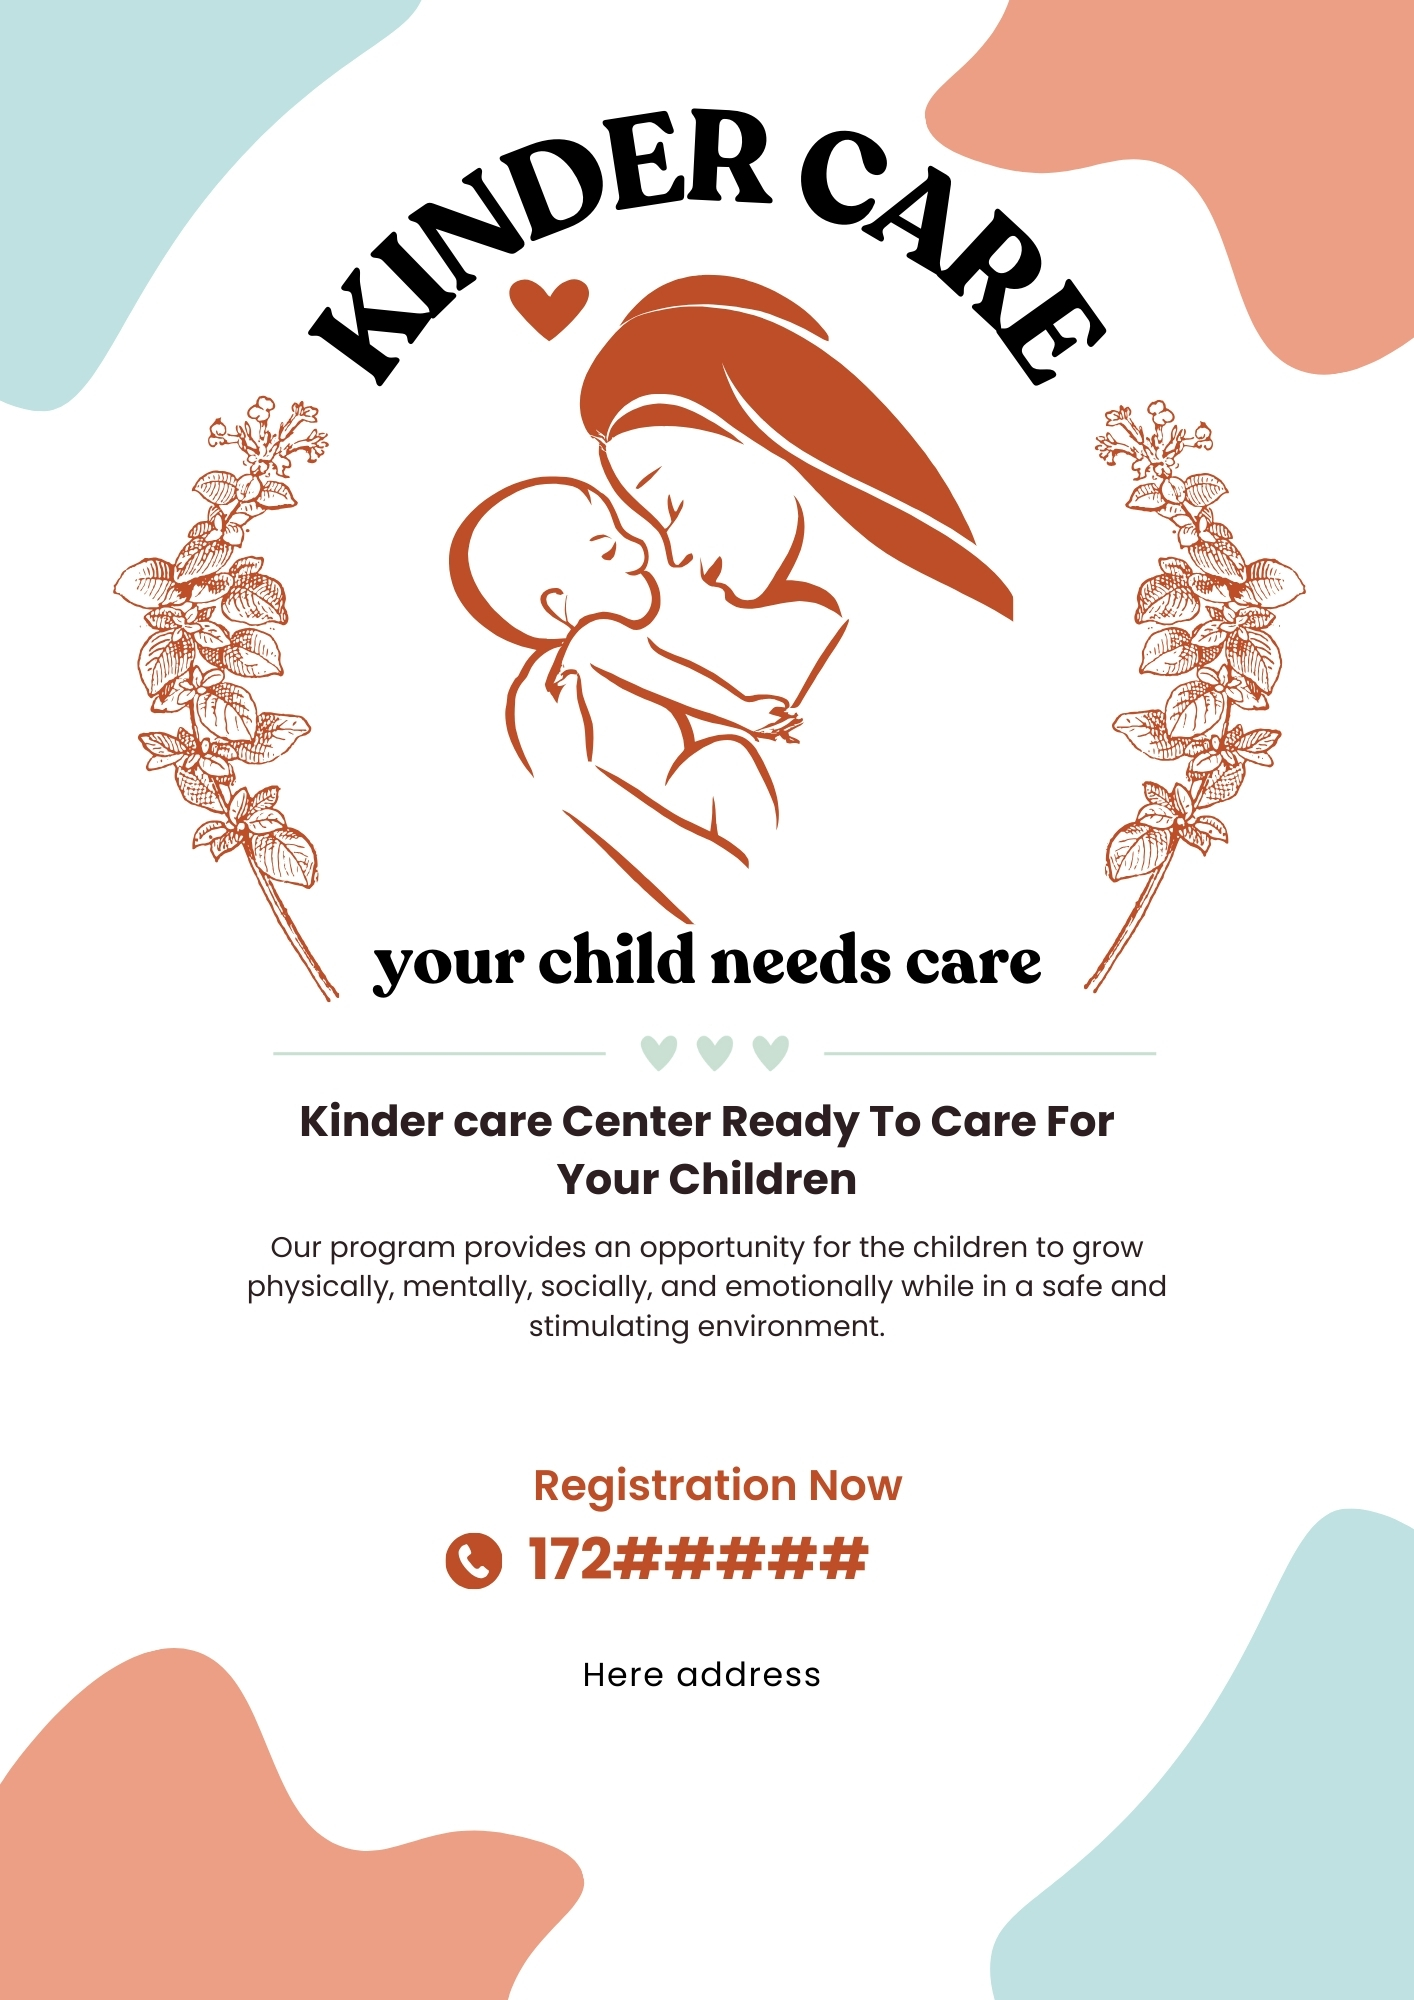 KINDER CARE
your child needs care
Kinder care Center Ready To Care For
Your Children
Our program provides an opportunity for the children to grow
physically, mentally, socially, and emotionally while in a safe and
stimulating environment.
Registration Now
172#####
Here address